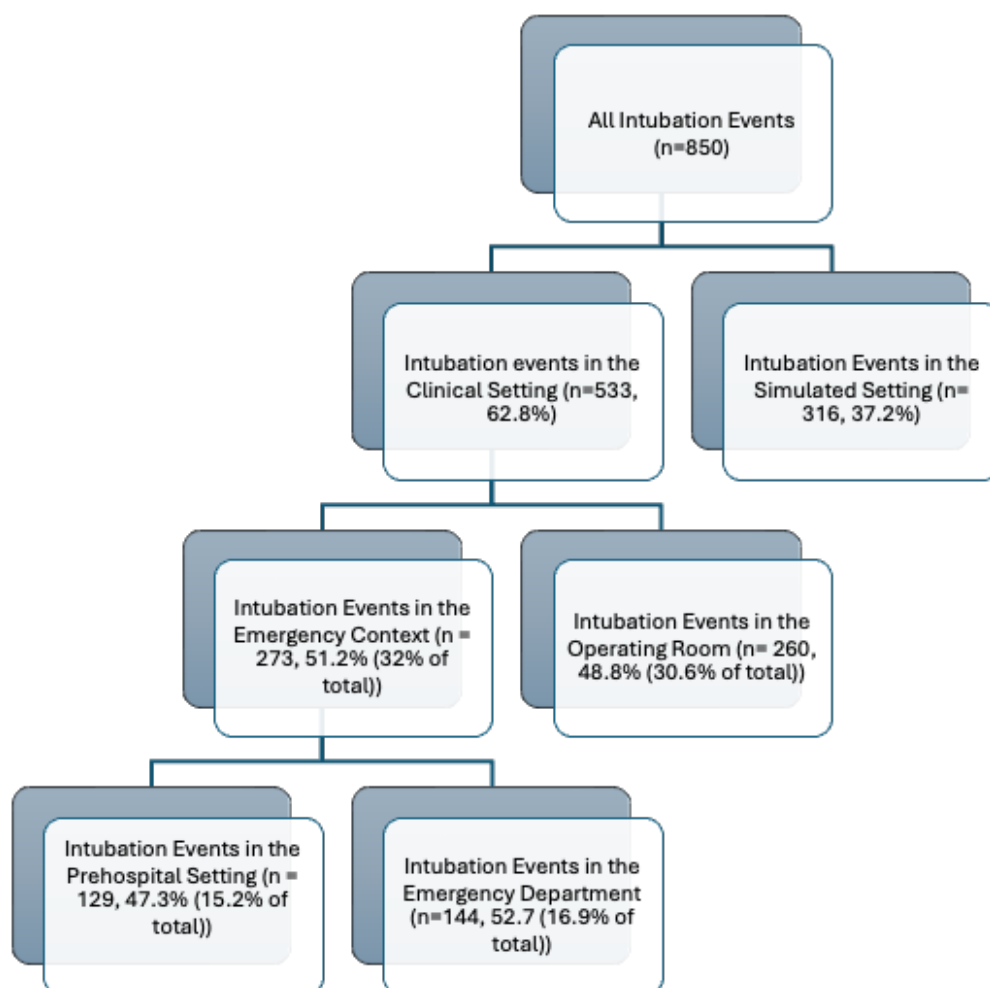 All Intubation Events
(n=850)
Intubation events in the
Clinical Setting (n=533,
62.8%)
Intubation Events in the
Simulated Setting (n=
316, 37.2%)
Intubation Events in the
Emergency Context (n =
273, 51.2% (32% of
total))
Intubation Events in the
Operating Room (n= 260,
48.8% (30.6% of total))
Intubation Events in the
Prehospital Setting (n =
129, 47.3% (15.2% of
total))
Intubation Events in the
Emergency Department
(n=144, 52.7 (16.9% of
total))